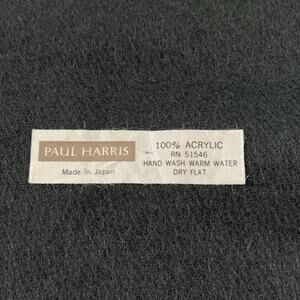 PAUL HARRIS
Made in Japan
100% ACRYLIC
RN 51546
HAND WASH WARM WATER
DRY FLAT